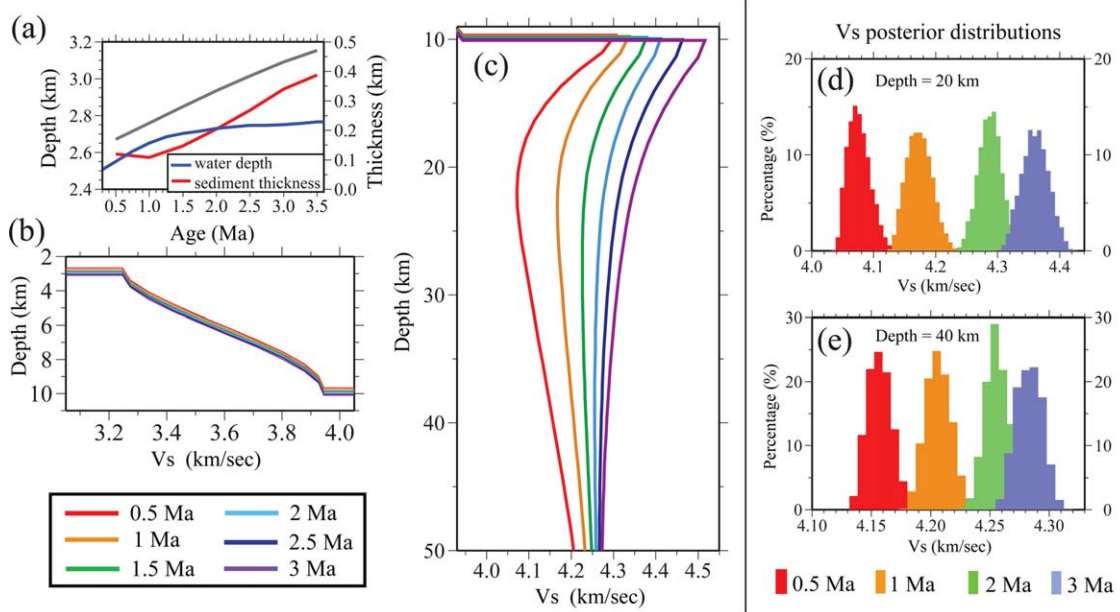 (a)
3.2
3.0
2.8
2.6
2.4
Depth (km)
0.5
0.4
0.3
0.2
0.1
0.0
Thickness (km)
water depth
sediment thickness
0.5 1.0 1.5 2.0 2.5 3.0 3.5
Age (Ma)
(b)
2
4
6
8
10
Depth (km)
3.2 3.4 3.6 3.8 4.0
Vs (km/sec)
0.5 Ma
1 Ma
1.5 Ma
2 Ma
2.5 Ma
3 Ma
(c)
10
20
30
40
50
Depth (km)
4.0 4.1 4.2 4.3 4.4 4.5
Vs (km/sec)
Vs posterior distributions
(d)
Depth = 20 km
20
10
0
Percentage (%)
20
10
0
4.0 4.1 4.2 4.3 4.4
Vs (km/sec)
(e)
Depth = 40 km
30
20
10
0
Percentage (%)
30
20
10
0
4.10 4.15 4.20 4.25 4.30
Vs (km/sec)
0.5 Ma 1 Ma 2 Ma 3 Ma